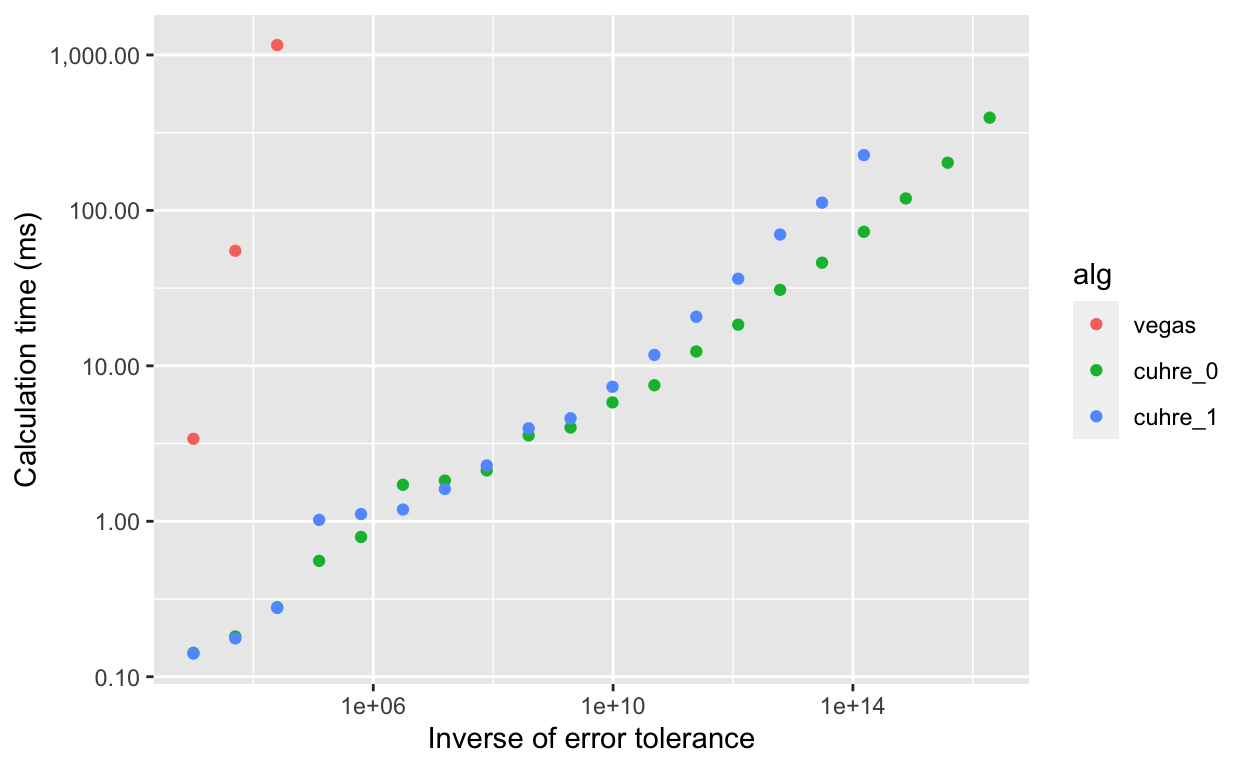 1,000.00
100.00
10.00
1.00
0.10
Calculation time (ms)
1e+06
1e+10
1e+14
Inverse of error tolerance
alg
vegas
cuhre_0
cuhre_1